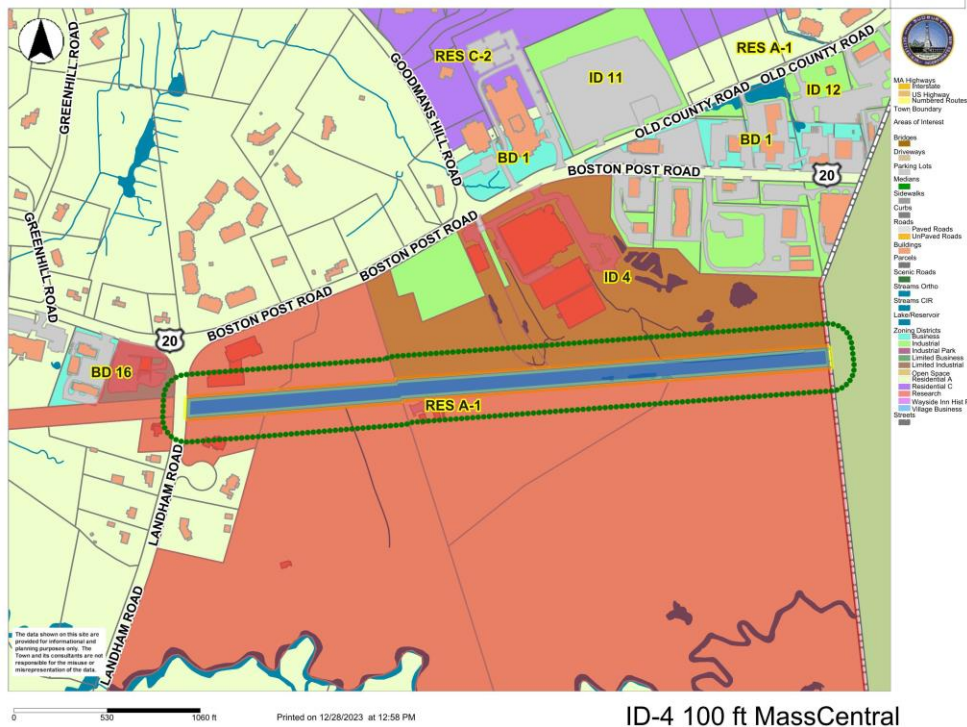 GREENHILL ROAD
GREENHILL ROAD
GOODMANS HILL ROAD
RES C-2
ID 11
RES A-1
OLD COUNTY ROAD
OLD COUNTY ROAD
ID 12
BD 1
BD 1
BOSTON POST ROAD
20
BOSTON POST ROAD
BOSTON POST ROAD
ID 4
20
BD 16
RES A-1
LANDHAM ROAD
LANDHAM ROAD
MA Highways
Interstate
US Highway
Numbered Routes
Town Boundary
Areas of Interest
Bridges
Driveways
Parking Lots
Medians
Sidewalks
Curbs
Roads
Paved Roads
UnPaved Roads
Buildings
Parcels
Scenic Roads
Streams Ortho
Streams CIR
Lake/Reservoir
Zoning Districts
Business
Industrial
Industrial Park
Limited Business
Limited Industrial
Open Space
Residential A
Residential C
Research
Wayside Inn Hist
Village Business
Streets
The data shown on this site are
provided for informational and
planning purposes only. The
Town and its consultants are not
responsible for the misuse or
misrepresentation of the data.
0 530 1060 ft
Printed on 12/28/2023 at 12:58 PM
ID-4 100 ft MassCentral